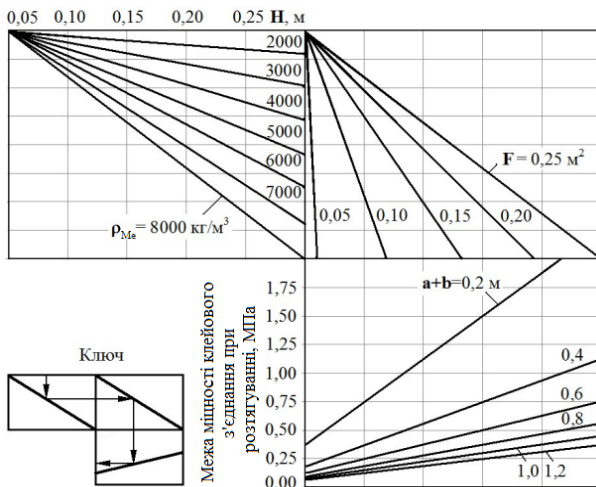 0,05 0,10 0,15 0,20 H, м 0,25
2000
3000
4000
5000
6000
7000
ρMe= 8000 кг/м³
F = 0,25 м²
0,05 0,10 0,15 0,20
Ключ
Межа міцності клейового
з'єднання при
розтягуванні, МПа
1,75
1,50
1,25
1,00
0,75
0,50
0,25
0.00
a+b=0,2 м
0,4
0,6
0,8
1,0 1,2